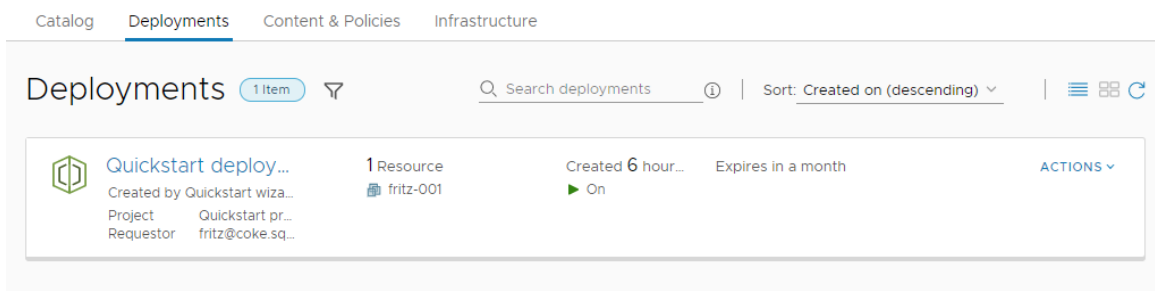 Catalog Deployments Content & Policies Infrastructure
Deployments 1 Item Search deployments Sort: Created on (descending)
Quickstart deploy... 1 Resource Created 6 hour... Expires in a month ACTIONS
Created by Quickstart wiza... fritz-001 On
Project Quickstart pr...
Requestor fritz@coke.sq...